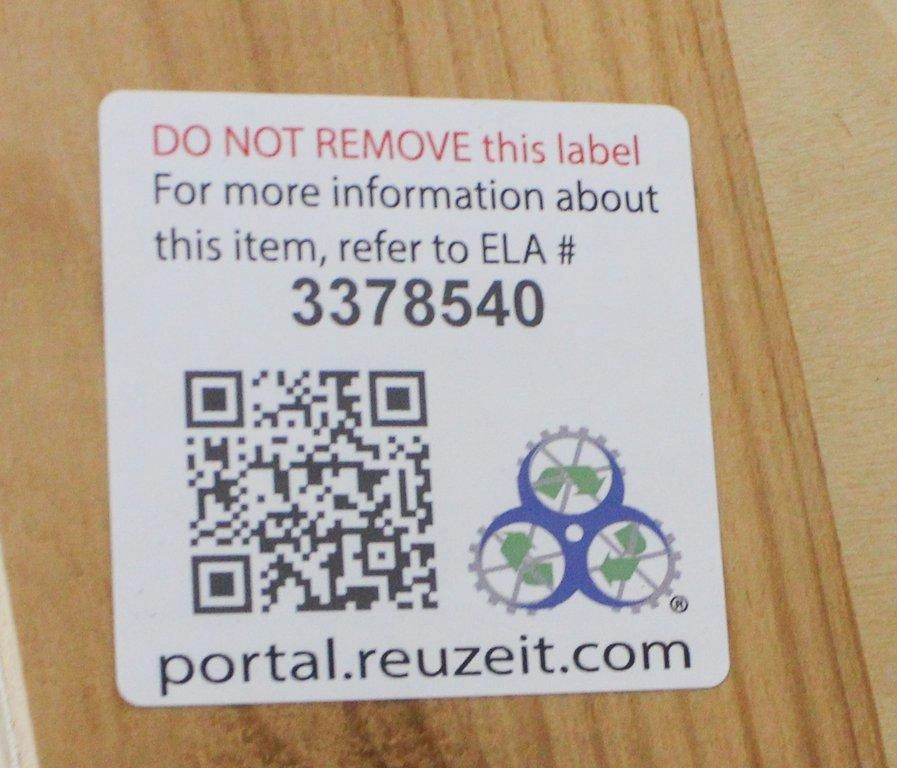 DO NOT REMOVE this label
For more information about
this item, refer to ELA #
3378540
®
portal.reuzeit.com